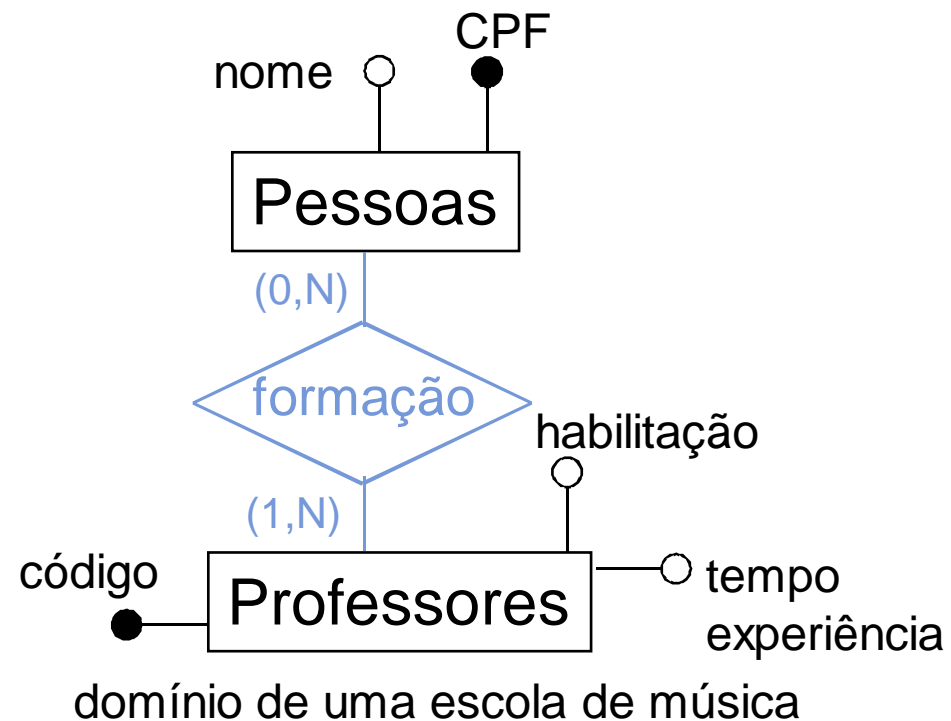 CPF
nome
Pessoas
(0,N)
formação
habilitação
(1,N)
código
Professores
tempo
experiência
domínio de uma escola de música